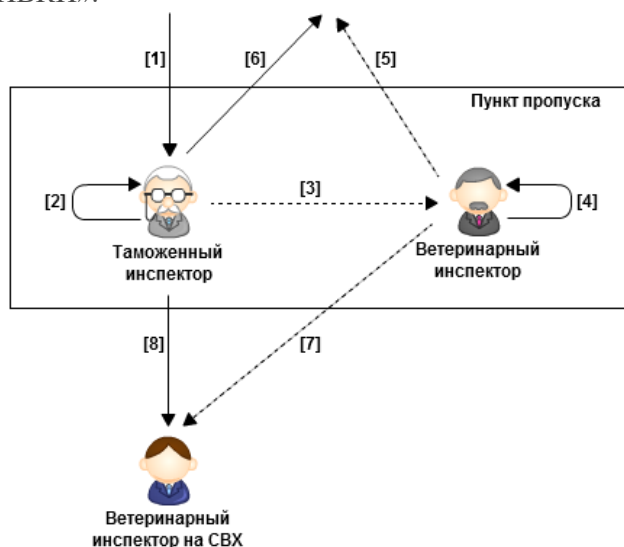 [1]
[6]
[5]
Пункт пропуска
[2]
[3]
[4]
Таможенный
инспектор
Ветеринарный
инспектор
[8]
[7]
Ветеринарный
инспектор на СВХ